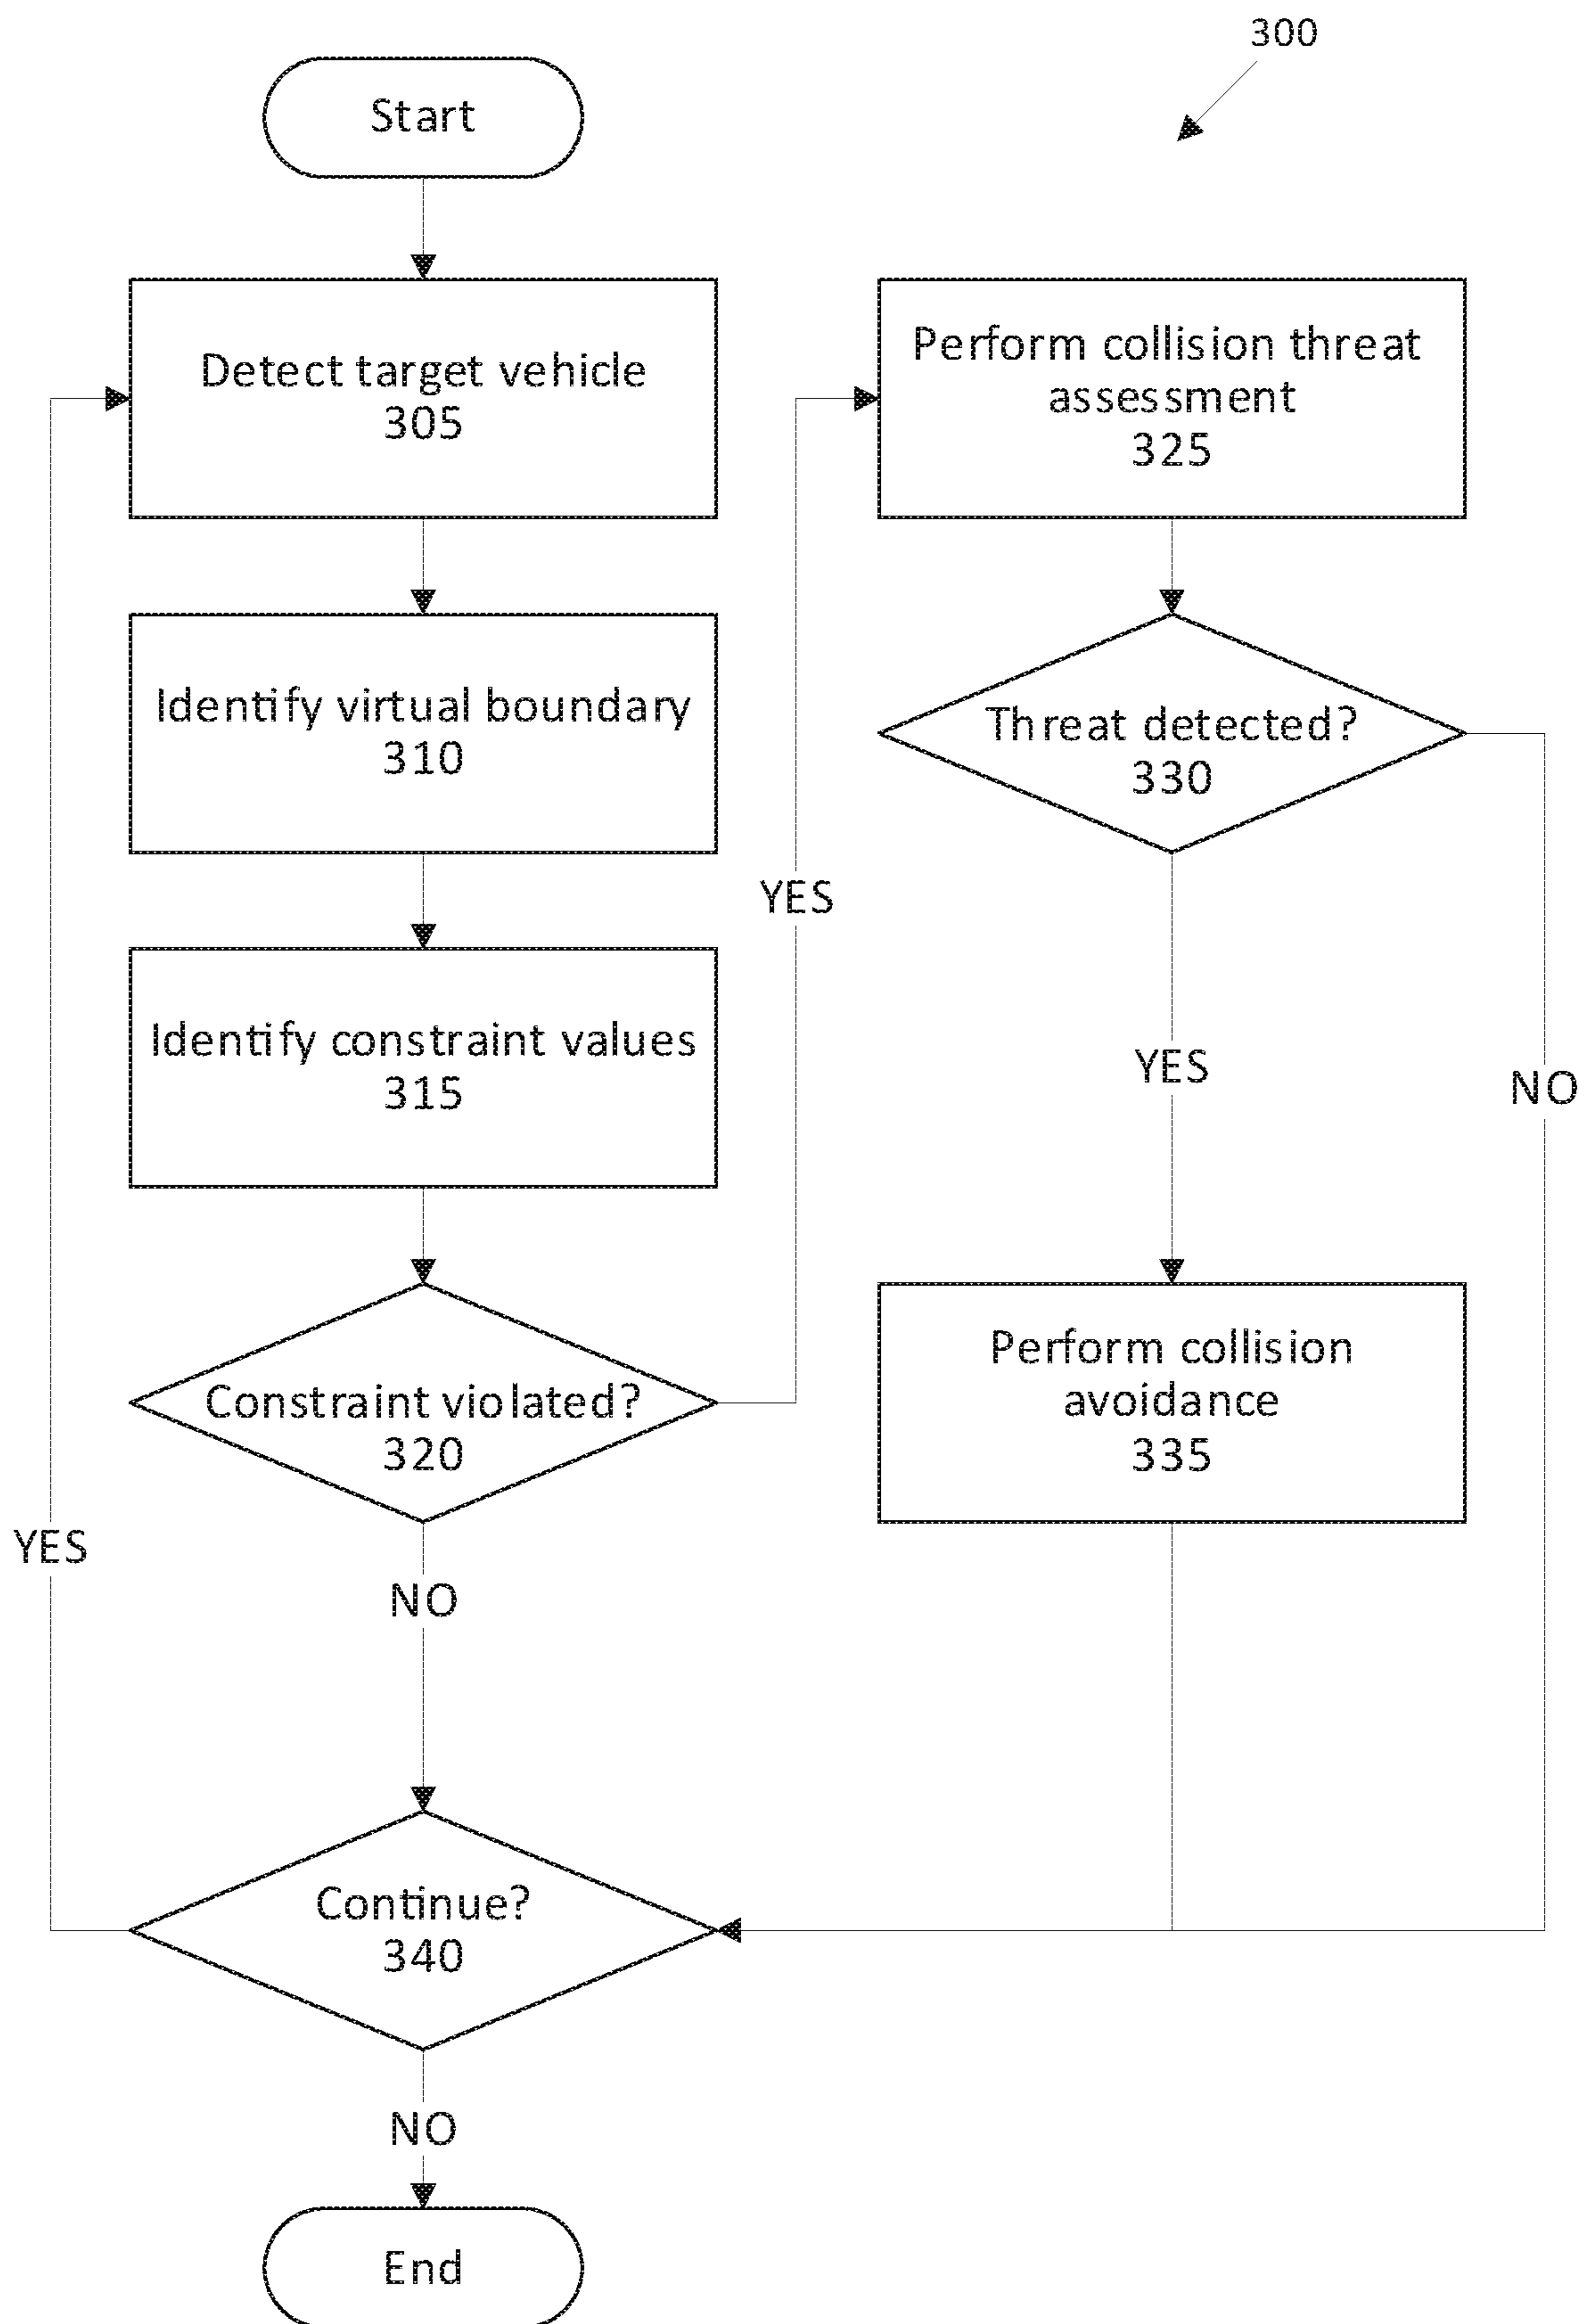 300
Start
Detect target vehicle
305
Identify virtual boundary
310
Identify constraint values
315
Constraint violated?
320
YES
NO
Perform collision threat
assessment
325
Threat detected?
330
YES
NO
Perform collision
avoidance
335
Continue?
340
YES
NO
End